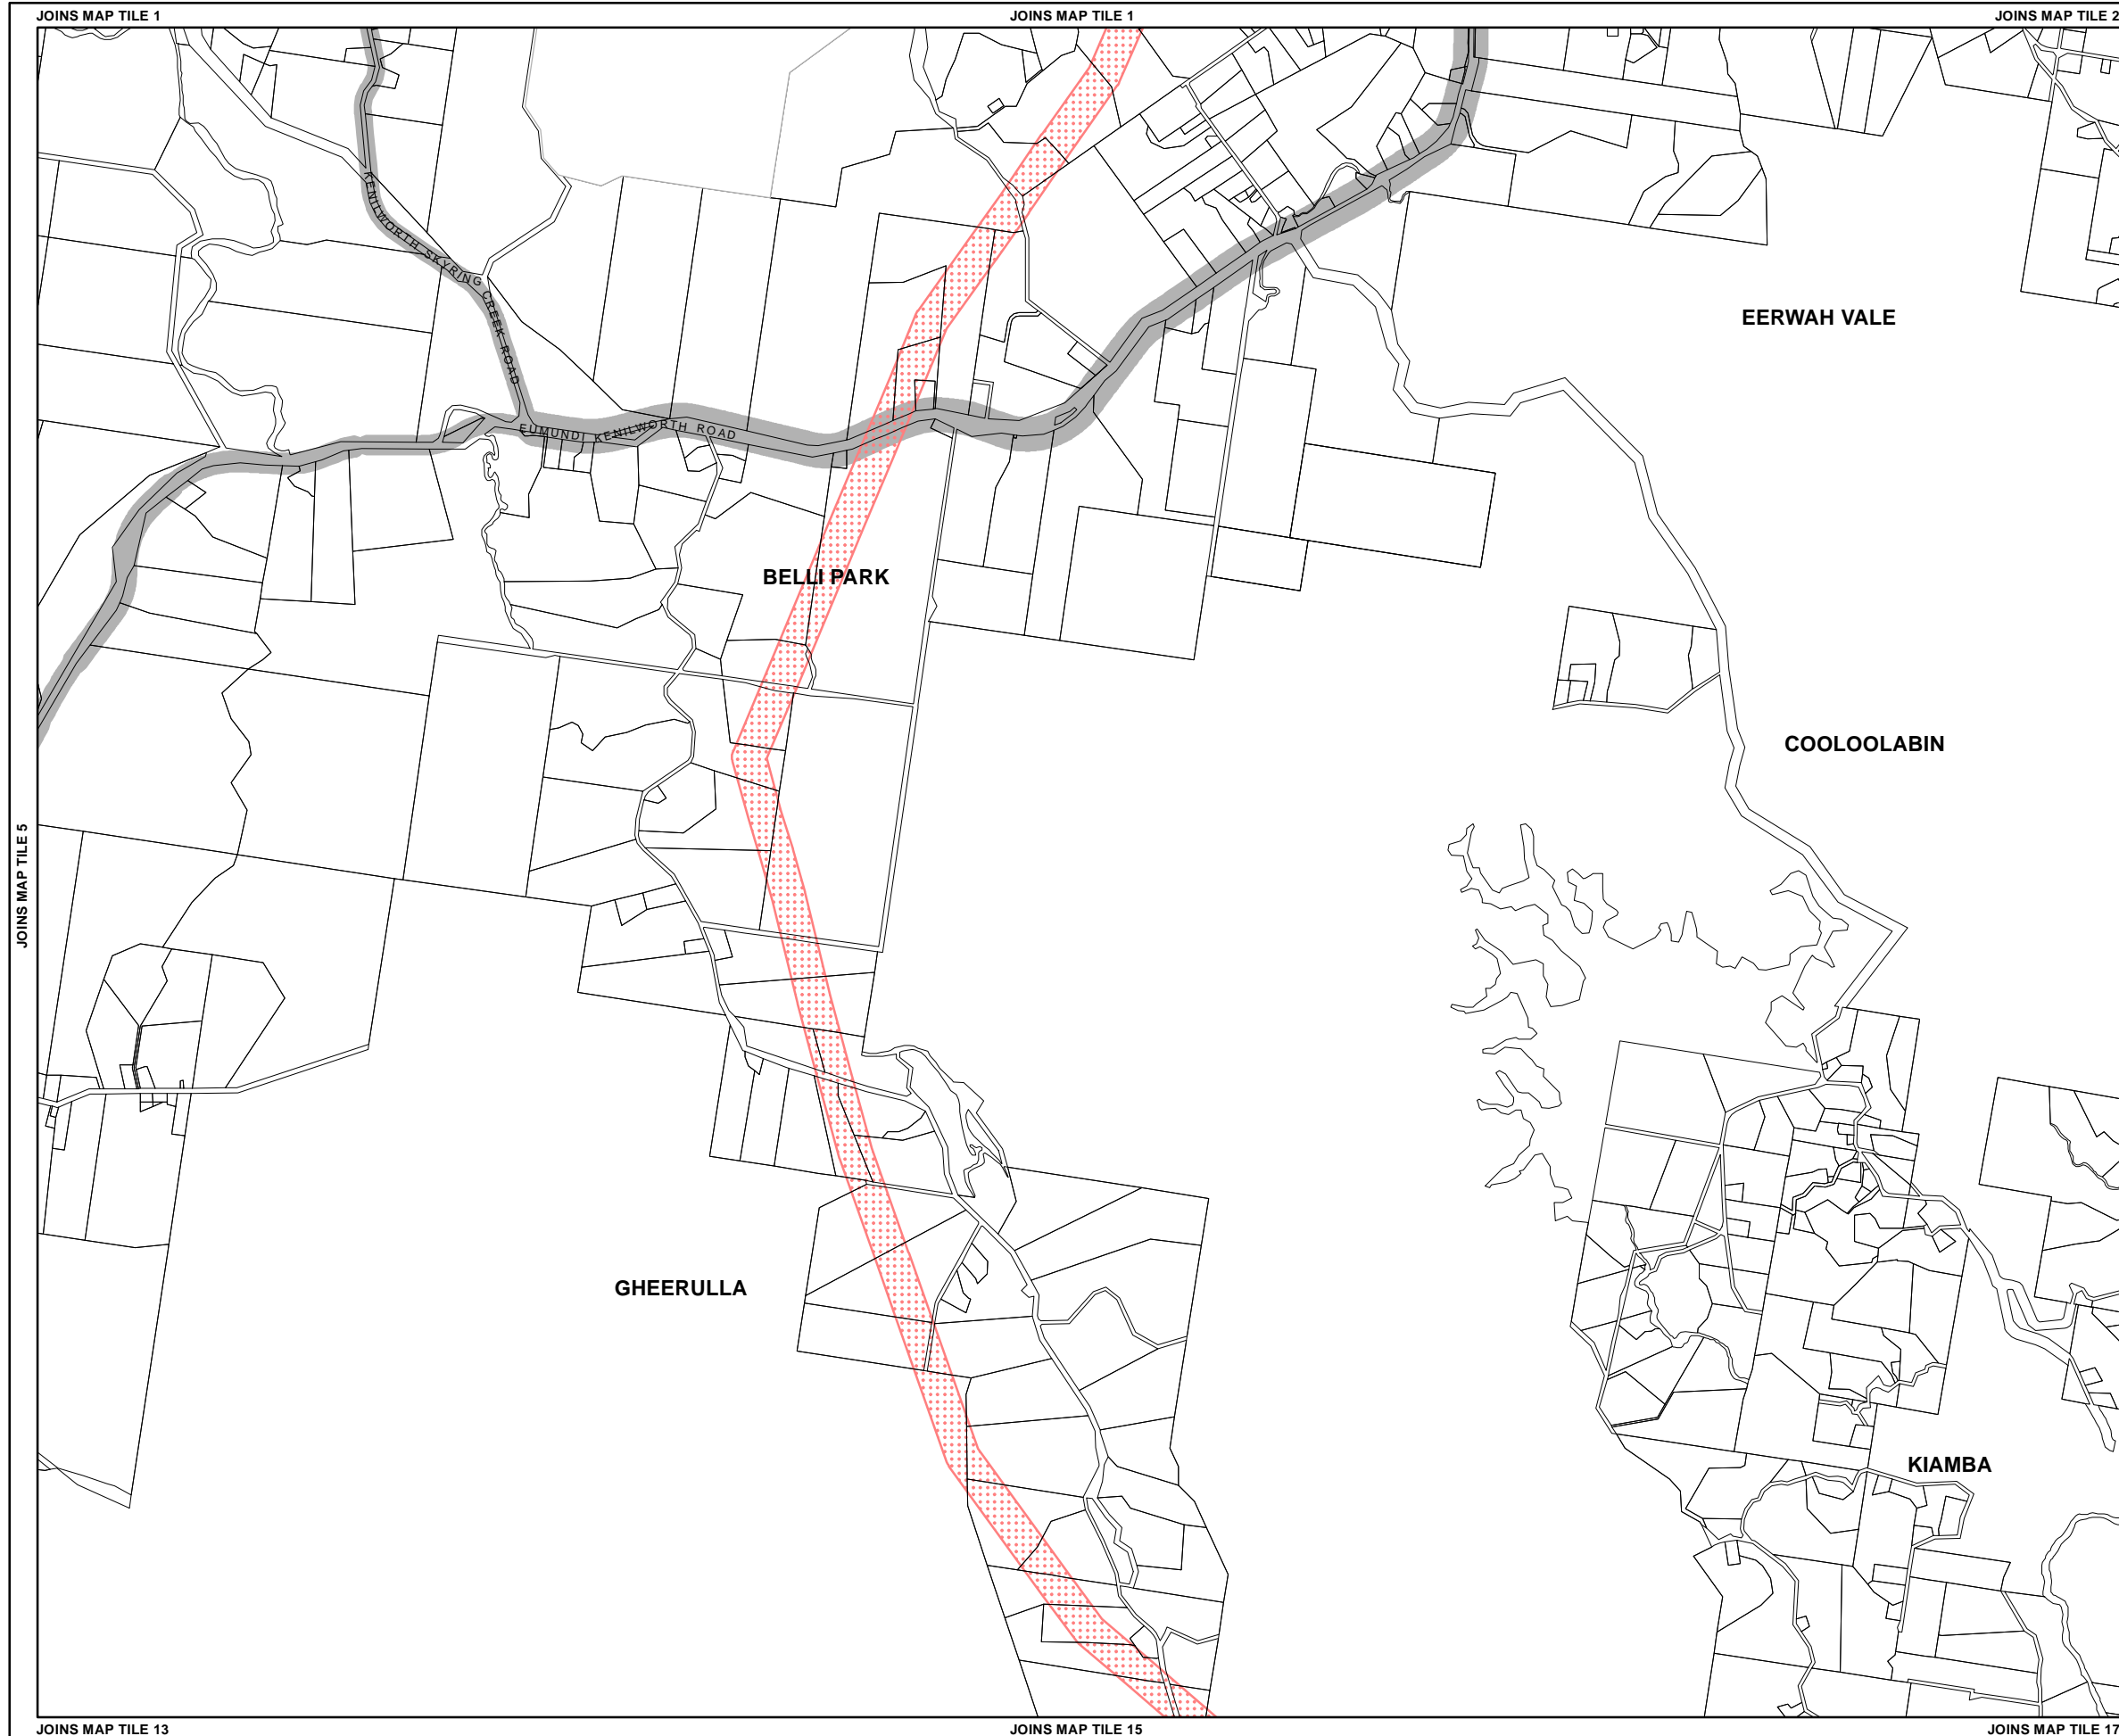 JOINS MAP TILE 1
JOINS MAP TILE 1
JOINS MAP TILE 2
KENILWORTH SKYRING CREEK ROAD
EERWAH VALE
EUMUNDI KENILWORTH ROAD
BELLI PARK
COOLOOLABIN
JOINS MAP TILE 5
GHEERULLA
KIAMBA
JOINS MAP TILE 13
JOINS MAP TILE 15
JOINS MAP TILE 17